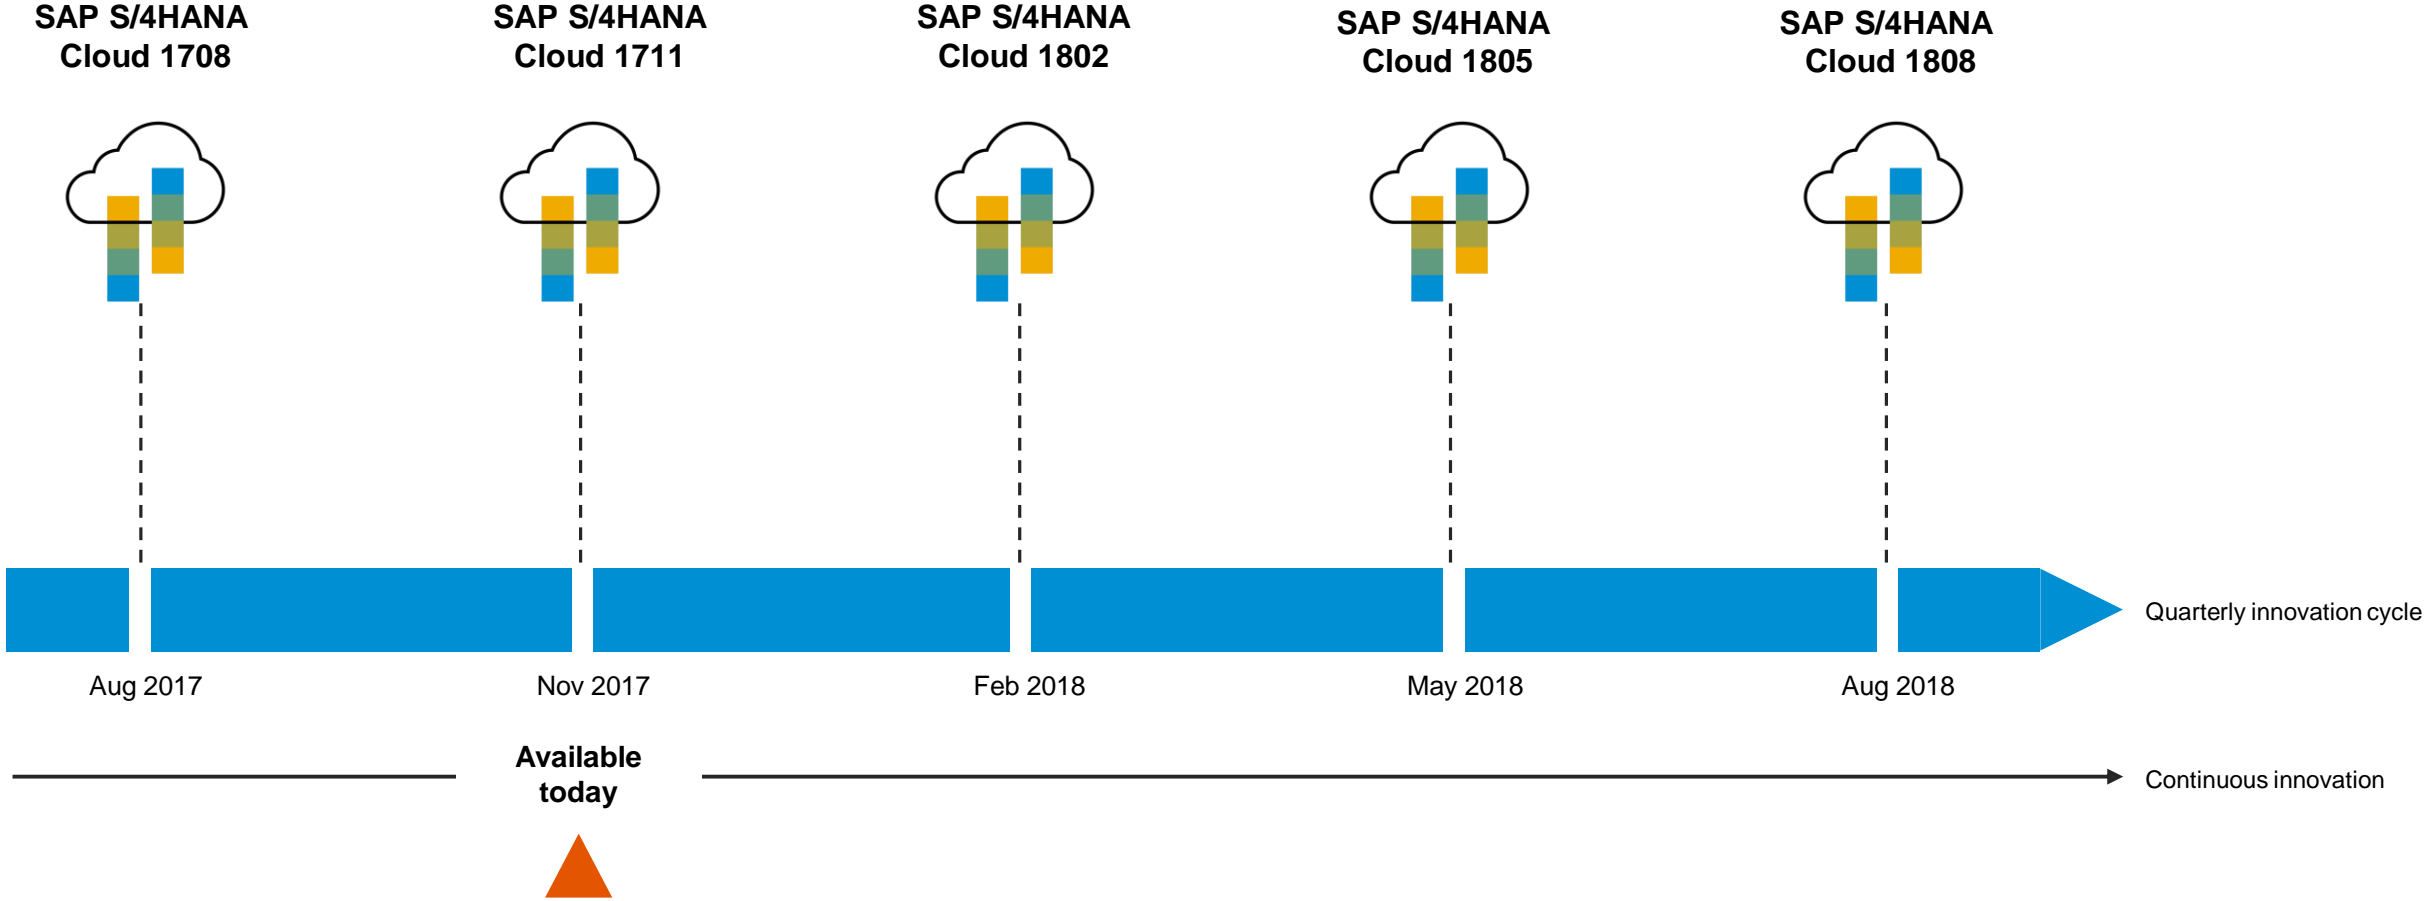 SAP S/4HANA
Cloud 1708
SAP S/4HANA
Cloud 1711
SAP S/4HANA
Cloud 1802
SAP S/4HANA
Cloud 1805
SAP S/4HANA
Cloud 1808
Quarterly innovation cycle
Aug 2017
Nov 2017
Feb 2018
May 2018
Aug 2018
Available
today
Continuous innovation